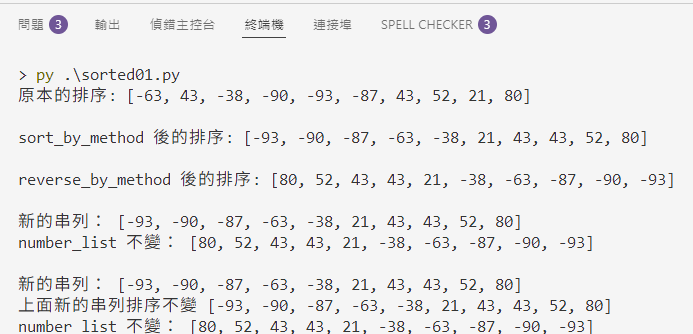 問題 3 輸出 偵錯主控台 終端機 連接埠 SPELL CHECKER 3
> py .\sorted01.py
原本的排序: [-63, 43, -38, -90, -93, -87, 43, 52, 21, 80]
sort_by_method 後的排序: [-93, -90, -87, -63, -38, 21, 43, 43, 52, 80]
reverse_by_method 後的排序: [80, 52, 43, 43, 21, -38, -63, -87, -90, -93]
新的串列： [-93, -90, -87, -63, -38, 21, 43, 43, 52, 80]
number_list 不變： [80, 52, 43, 43, 21, -38, -63, -87, -90, -93]
新的串列： [-93, -90, -87, -63, -38, 21, 43, 43, 52, 80]
上面新的串列排序不變 [-93, -90, -87, -63, -38, 21, 43, 43, 52, 80]
number list 不變： [80, 52, 43, 43, 21, -38, -63, -87, -90, -93]